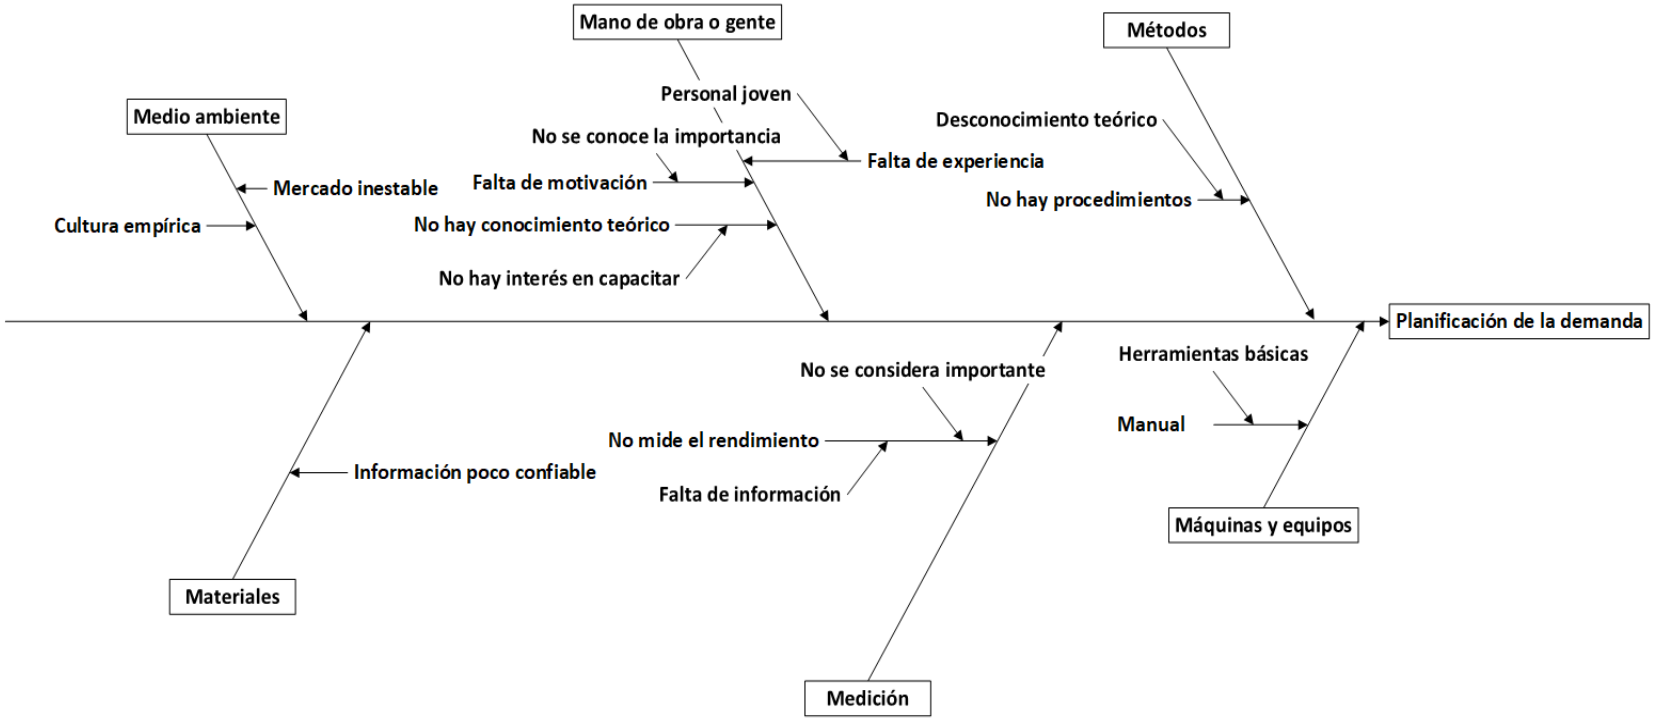 Mano de obra o gente
Métodos
Personal joven
Medio ambiente
Desconocimiento teórico
No se conoce la importancia
Falta de experiencia
Falta de motivación
Mercado inestable
No hay procedimientos
Cultura empírica
No hay conocimiento teórico
No hay interés en capacitar
Planificación de la demanda
Herramientas básicas
No se considera importante
Manual
No mide el rendimiento
Información poco confiable
Falta de información
Máquinas y equipos
Materiales
Medición